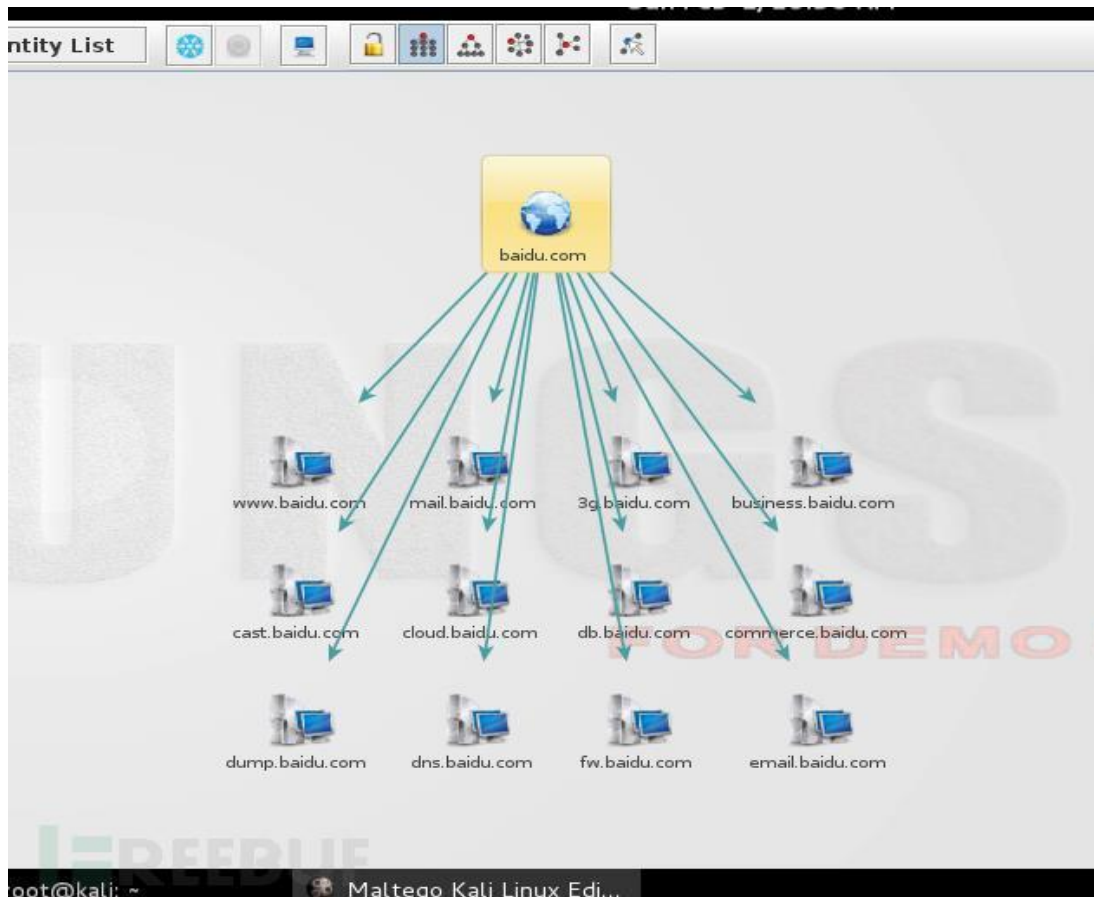 ntity List
baidu.com
www.baidu.com mail.baidu.com 3g.baidu.com business.baidu.com
cast.baidu.com cloud.baidu.com db.baidu.com commerce.baidu.com
FOR DEMO
dump.baidu.com dns.baidu.com fw.baidu.com email.baidu.com
FREEBUF
root@kali: ~ Maltego Kali Linux Edi...